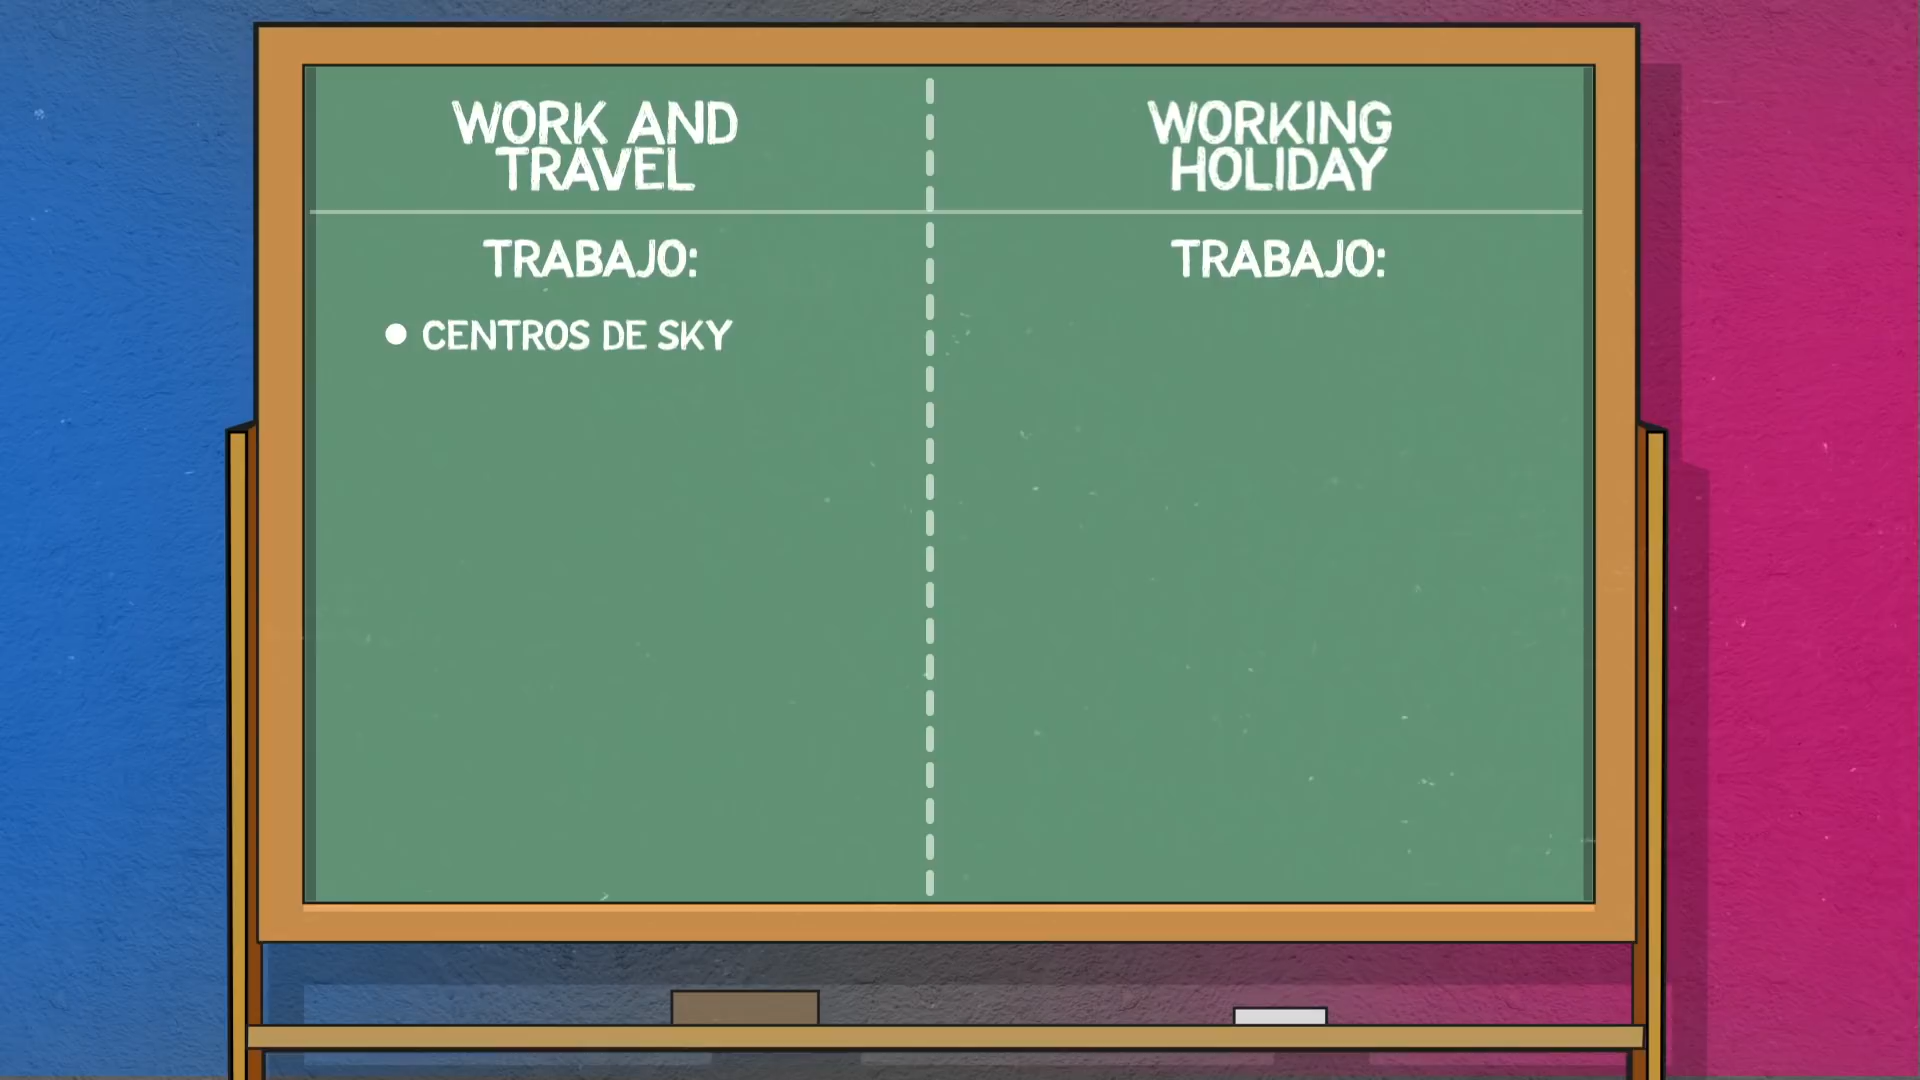 WORK AND
TRAVEL
TRABAJO:
● CENTROS DE SKY
WORKING
HOLIDAY
TRABAJO: